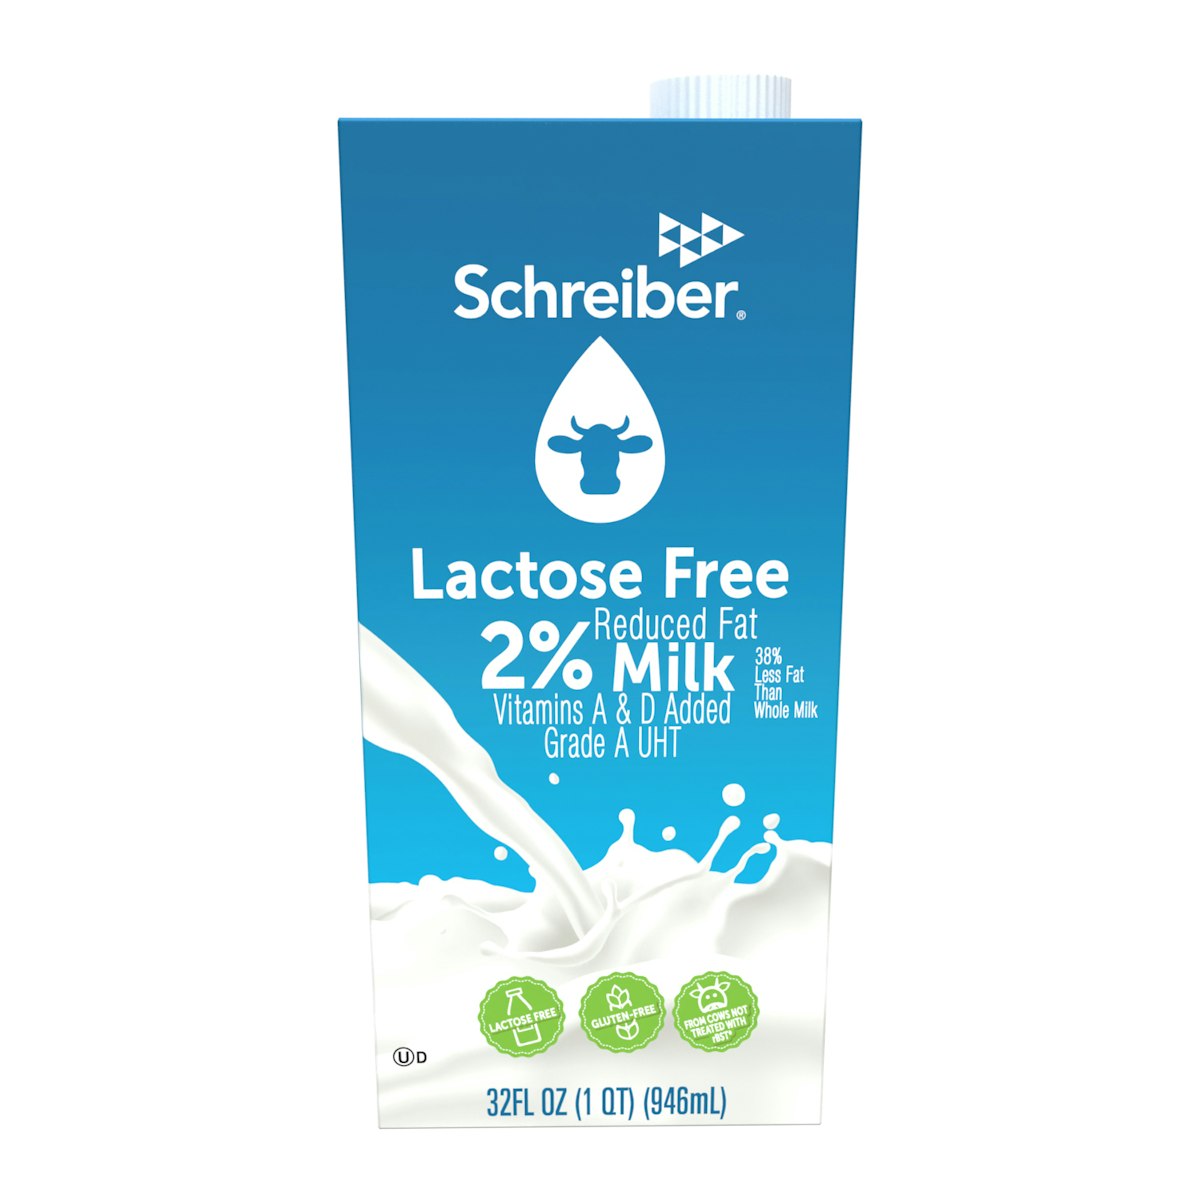 Schreiber®
Lactose Free
2% Reduced Fat
Milk
38%
Less Fat
Than
Whole Milk
Vitamins A & D Added
Grade A UHT
LACTOSE FREE
GLUTEN-FREE
FROM COWS NOT
TREATED WITH
rBST*
U D
32FL OZ (1 QT) (946mL)